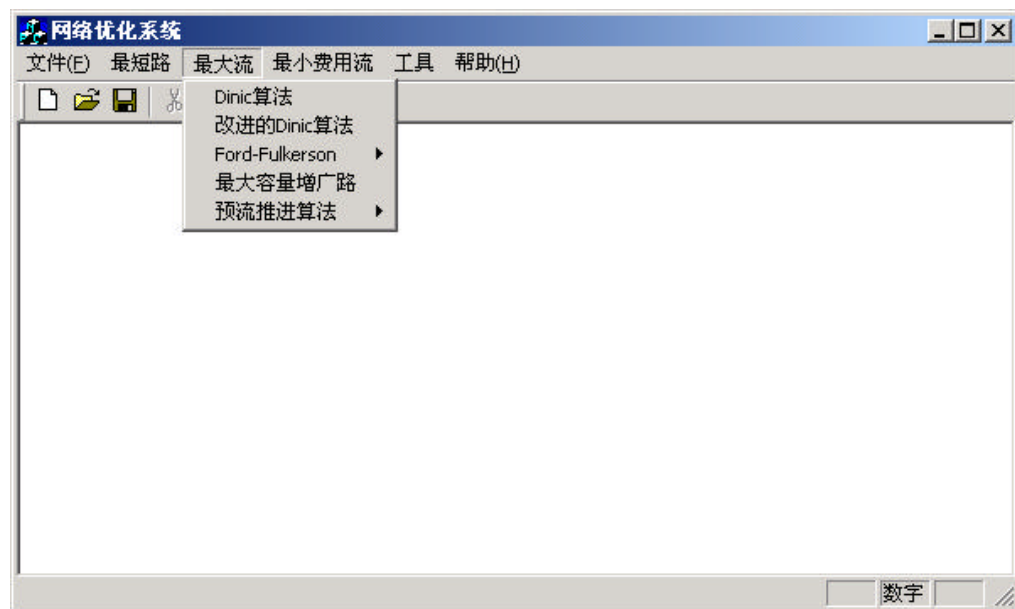 网络优化系统
文件(F) 最短路 最大流 最小费用流 工具 帮助(H)
Dinic算法
改进的Dinic算法
Ford-Fulkerson
最大容量增广路
预流推进算法
数字